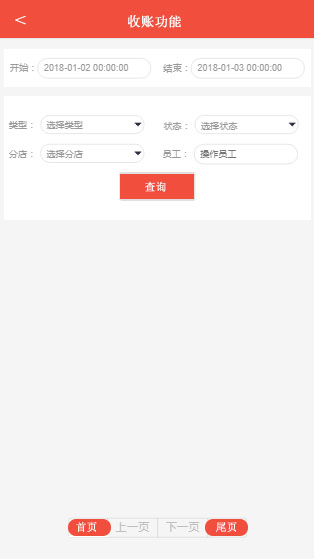 < 收账功能
开始： 2018-01-02 00:00:00 结束： 2018-01-03 00:00:00
类型： 选择类型 状态： 选择状态
分店： 选择分店 员工： 操作员工
查询
首页 上一页 下一页 尾页